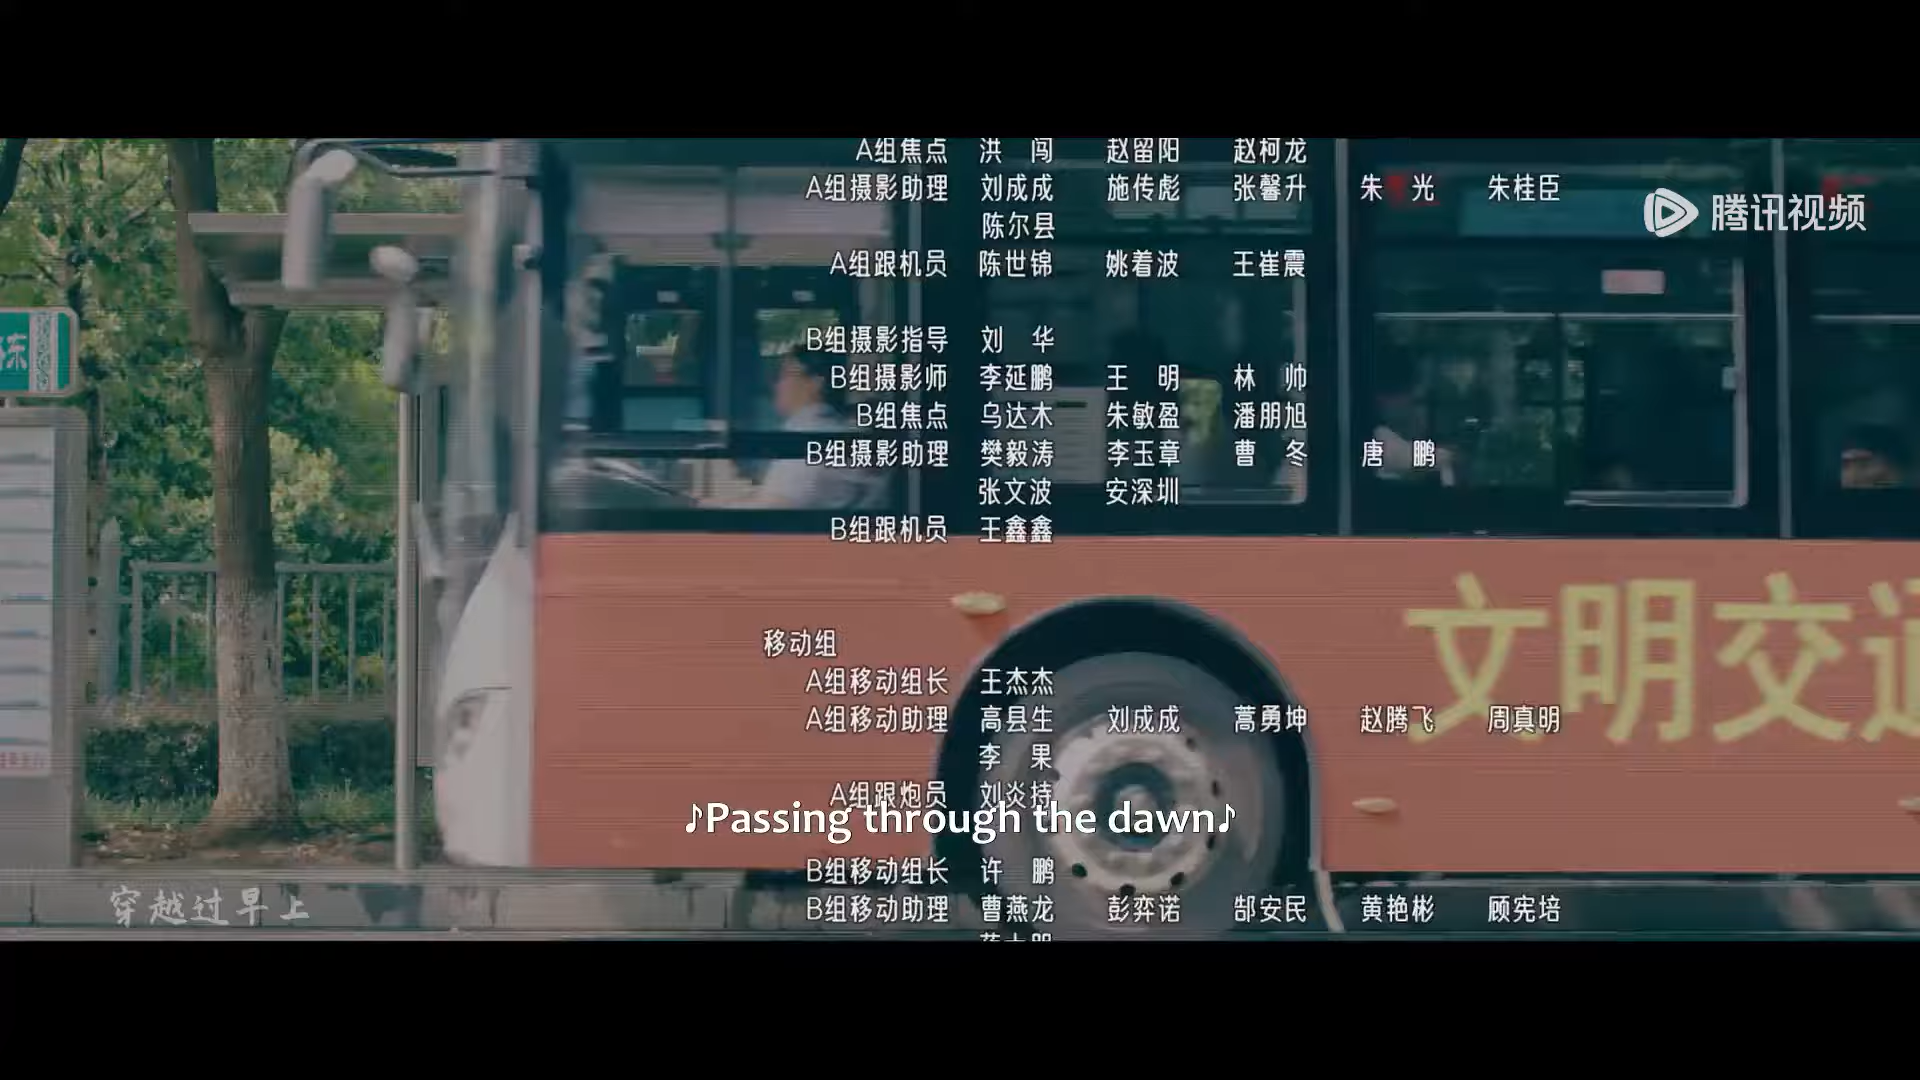 A组焦点 洪 闯 赵留阳 赵柯龙
A组摄影助理 刘成成 施传彪 张馨升 朱 光 朱桂臣
陈尔县
A组跟机员 陈世锦 姚着波 王崔震
腾讯视频
B组摄影指导 刘 华
B组摄影师 李延鹏 王 明 林 帅
B组焦点 乌达木 朱敏盈 潘朋旭
B组摄影助理 樊毅涛 李玉章 曹 冬 唐 鹏
张文波 安深圳
B组跟机员 王鑫鑫
文明交通
移动组
A组移动组长 王杰杰
A组移动助理 高县生 刘成成 蒿勇坤 赵腾飞 周真明
李 果
A组跟炮员 刘炎持
♪Passing through the dawn♪
B组移动组长 许 鹏
B组移动助理 曹燕龙 彭弈诺 郜安民 黄艳彬 顾宪培
穿越过早上